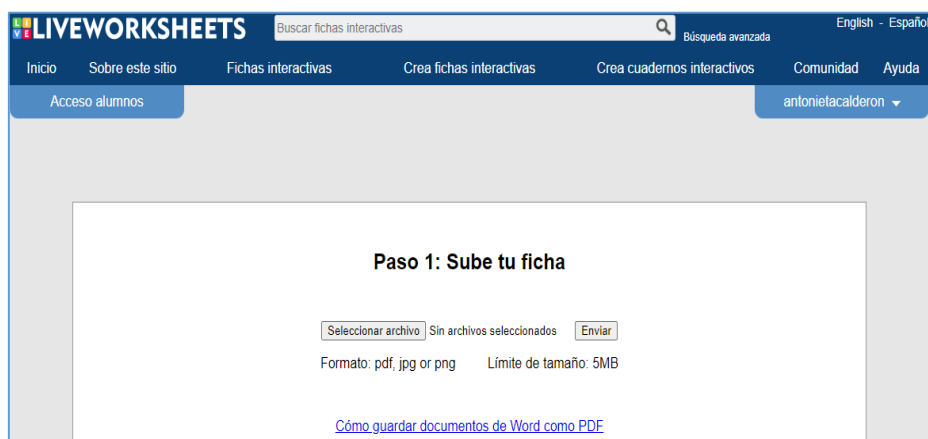 LIVE LIVEWORKSHEETS Buscar fichas interactivas Búsqueda avanzada English - Español
Inicio Sobre este sitio Fichas interactivas Crea fichas interactivas Crea cuadernos interactivos Comunidad Ayuda
Acceso alumnos antonietacalderon
Paso 1: Sube tu ficha
Seleccionar archivo Sin archivos seleccionados Enviar
Formato: pdf, jpg or png Límite de tamaño: 5MB
Cómo guardar documentos de Word como PDF